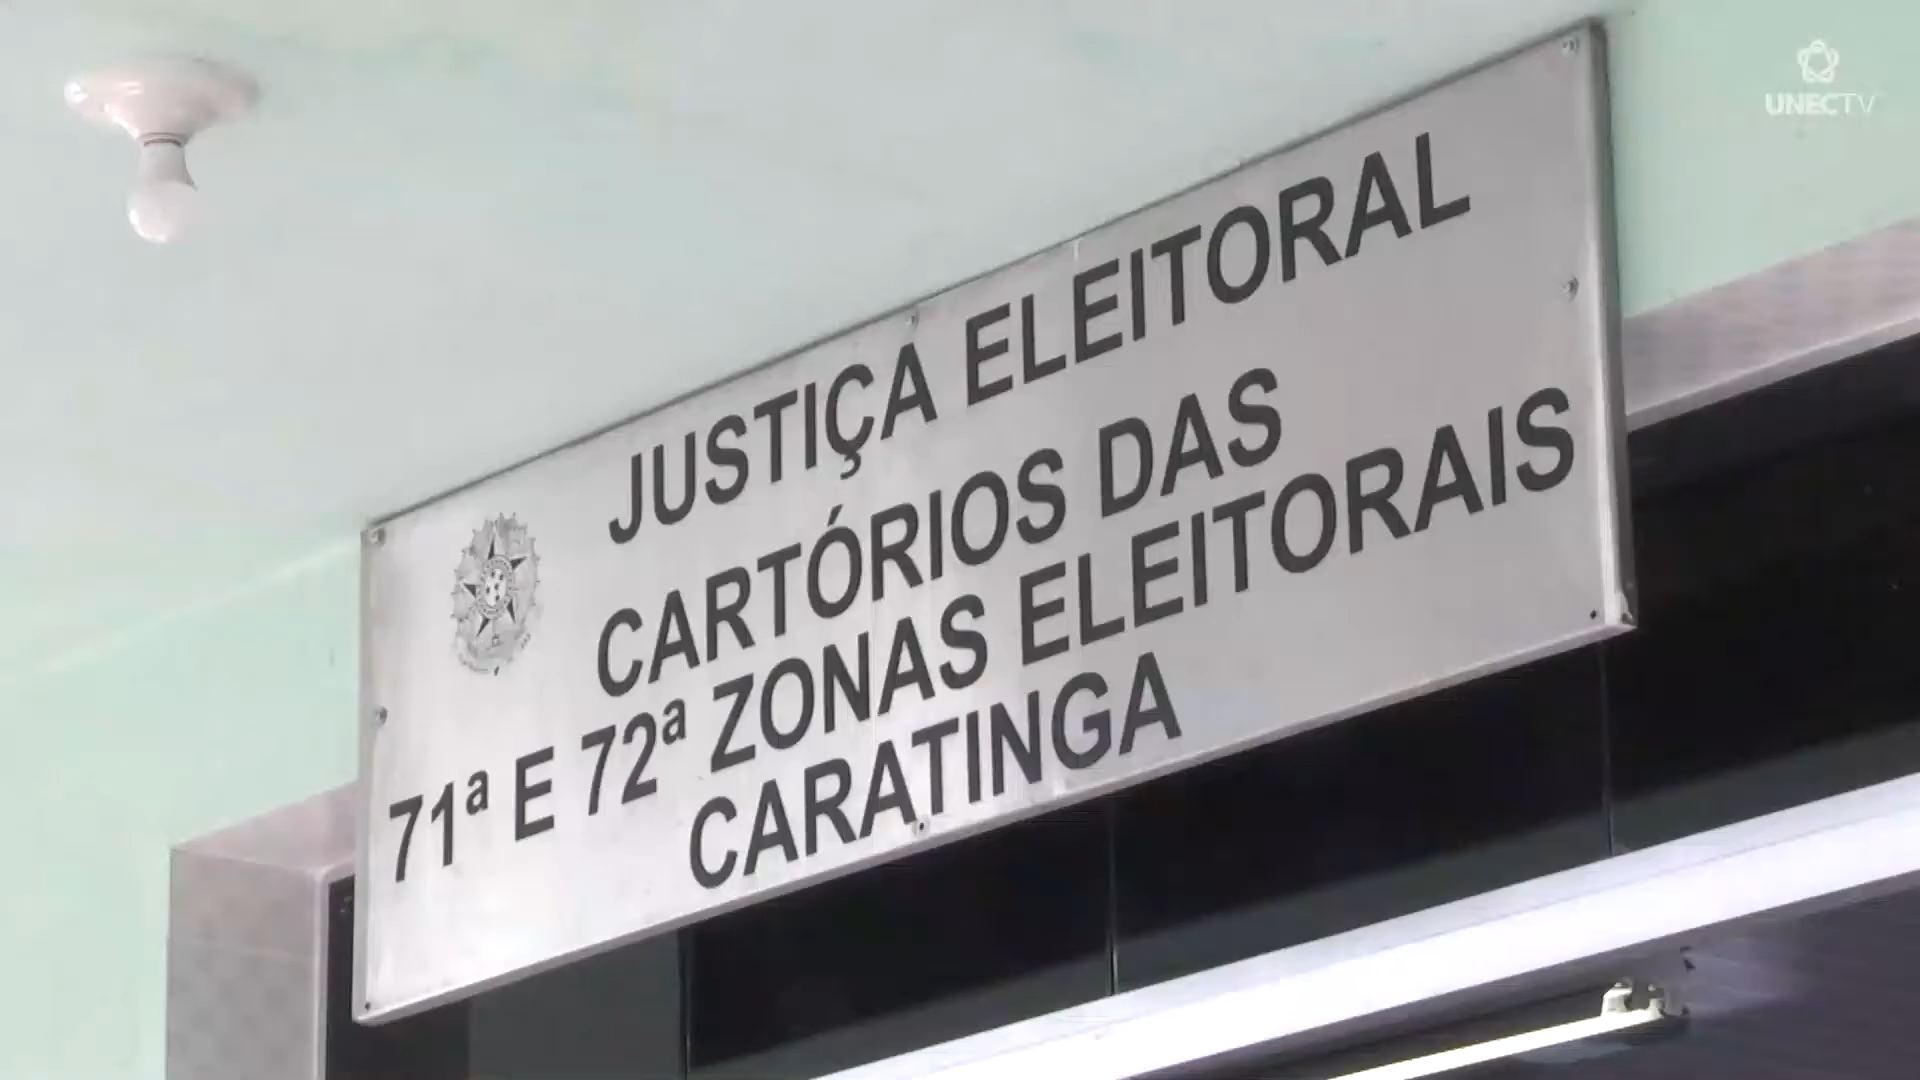 UNECTV
JUSTIÇA ELEITORAL
CARTÓRIOS DAS
71ª E 72ª ZONAS ELEITORAIS
CARATINGA